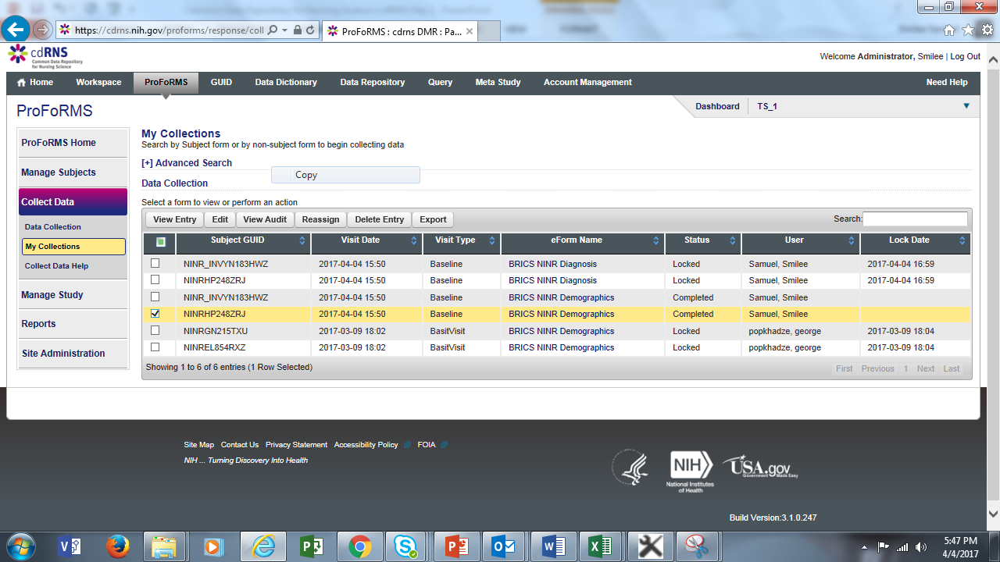 https://cdrns.nih.gov/proforms/response/coll
ProFoRMS : cdrns DMR : Pa...
cdRNS
Common Data Repository
for Nursing Science
Welcome Administrator, Smilee | Log Out
Home Workspace ProFoRMS GUID Data Dictionary Data Repository Query Meta Study Account Management Need Help
ProFoRMS
Dashboard TS_1
ProFoRMS Home
Manage Subjects
Collect Data
Data Collection
My Collections
Collect Data Help
Manage Study
Reports
Site Administration
My Collections
Search by Subject form or by non-subject form to begin collecting data
[+] Advanced Search
Copy
Data Collection
Select a form to view or perform an action
View Entry Edit View Audit Reassign Delete Entry Export Search:
Subject GUID Visit Date Visit Type eForm Name Status User Lock Date
NINR_INVYN183HWZ 2017-04-04 15:50 Baseline BRICS NINR Diagnosis Locked Samuel, Smilee 2017-04-04 16:59
NINRHP248ZRJ 2017-04-04 15:50 Baseline BRICS NINR Diagnosis Locked Samuel, Smilee 2017-04-04 16:59
NINR_INVYN183HWZ 2017-04-04 15:50 Baseline BRICS NINR Demographics Completed Samuel, Smilee
NINRHP248ZRJ 2017-04-04 15:50 Baseline BRICS NINR Demographics Completed Samuel, Smilee
NINRGN215TXU 2017-03-09 18:02 BasitVisit BRICS NINR Demographics Locked popkhadze, george 2017-03-09 18:04
NINREL854RXZ 2017-03-09 18:02 BasitVisit BRICS NINR Demographics Locked popkhadze, george 2017-03-09 18:04
Showing 1 to 6 of 6 entries (1 Row Selected)
First Previous 1 Next Last
Site Map Contact Us Privacy Statement Accessibility Policy FOIA
NIH ... Turning Discovery Into Health
NIH
National Institutes
of Health
USA.gov
Government Made Easy
Build Version:3.1.0.247
5:47 PM
4/4/2017